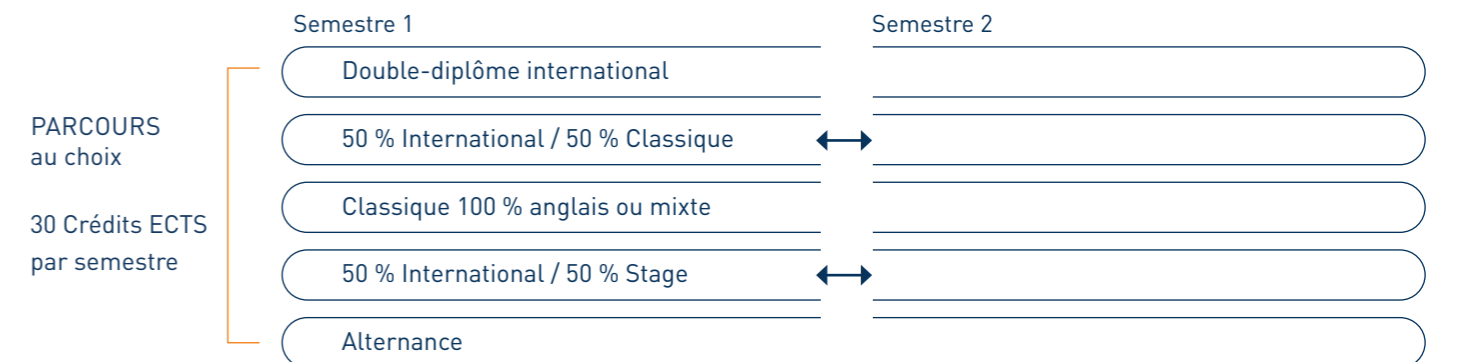 Semestre 1
Semestre 2
PARCOURS
au choix
30 Crédits ECTS
par semestre
Double-diplôme international
50 % International / 50 % Classique
Classique 100 % anglais ou mixte
50 % International / 50 % Stage
Alternance